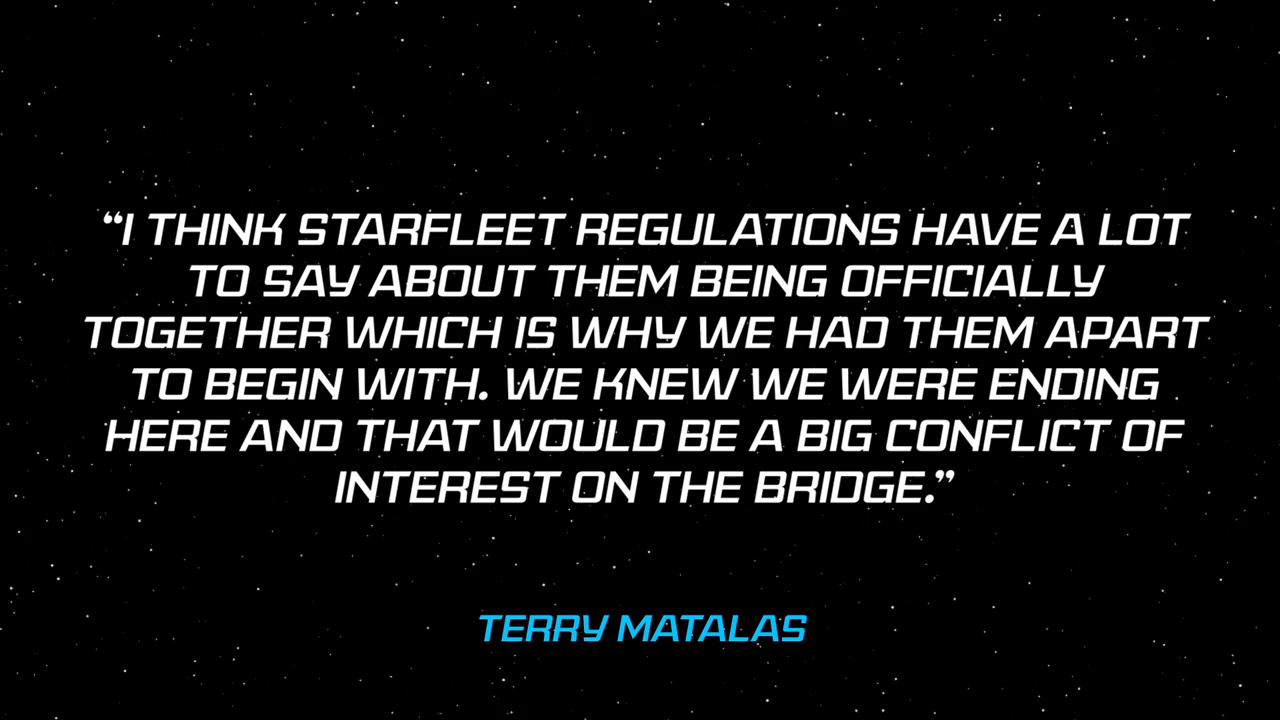 “I THINK STARFLEET REGULATIONS HAVE A LOT
TO SAY ABOUT THEM BEING OFFICIALLY
TOGETHER WHICH IS WHY WE HAD THEM APART
TO BEGIN WITH. WE KNEW WE WERE ENDING
HERE AND THAT WOULD BE A BIG CONFLICT OF
INTEREST ON THE BRIDGE.”
TERRY MATALAS